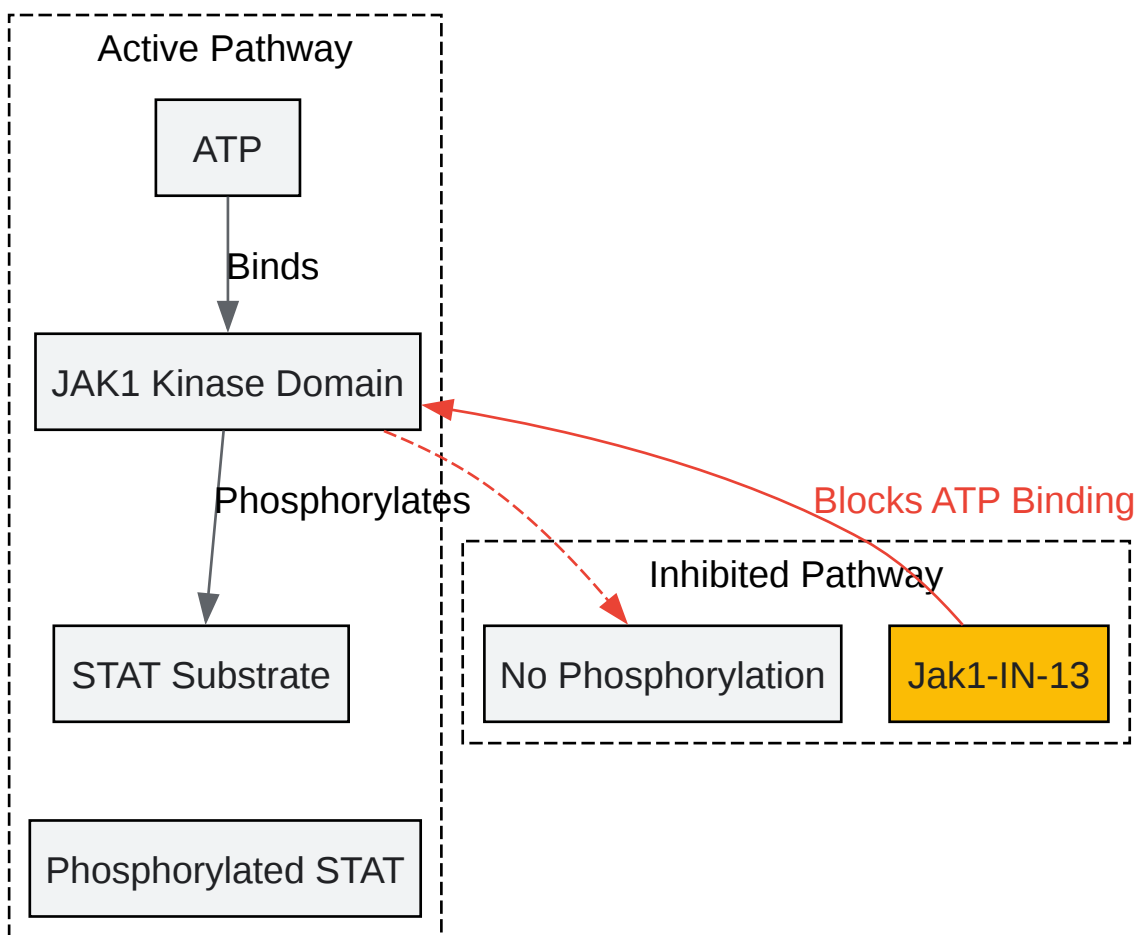 Active Pathway
ATP
Binds
JAK1 Kinase Domain
Phosphorylates
Blocks ATP Binding
Inhibited Pathway
STAT Substrate
No Phosphorylation
Jak1-IN-13
Phosphorylated STAT